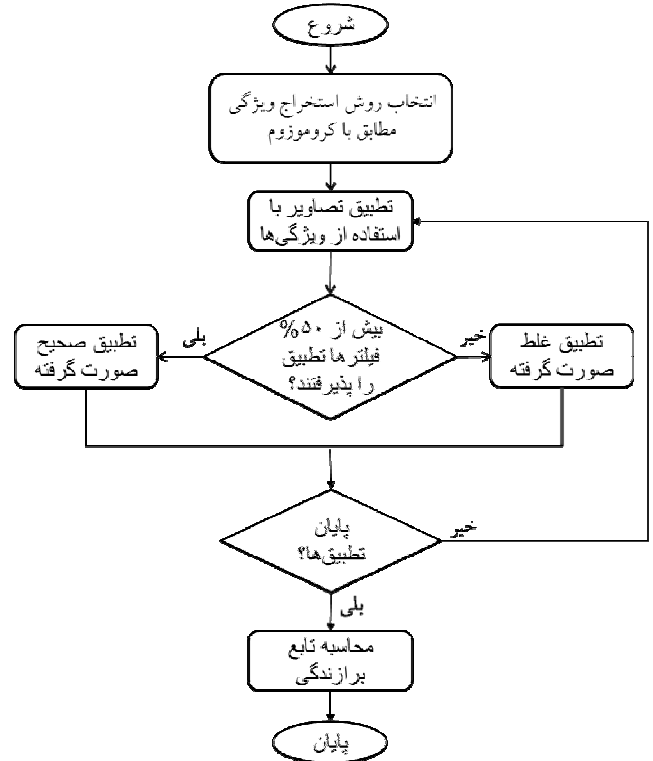 شروع
انتخاب روش استخراج ویژگی
مطابق با کروموزوم
تطبیق تصاویر با
استفاده از ویژگی‌ها
بیش از ۵۰%
فیلترها تطبیق
را پذیرفتند؟
بلی
خیر
تطبیق صحیح
صورت گرفته
تطبیق غلط
صورت گرفته
پایان
تطبیق‌ها؟
خیر
بلی
محاسبه تابع
برازندگی
پایان